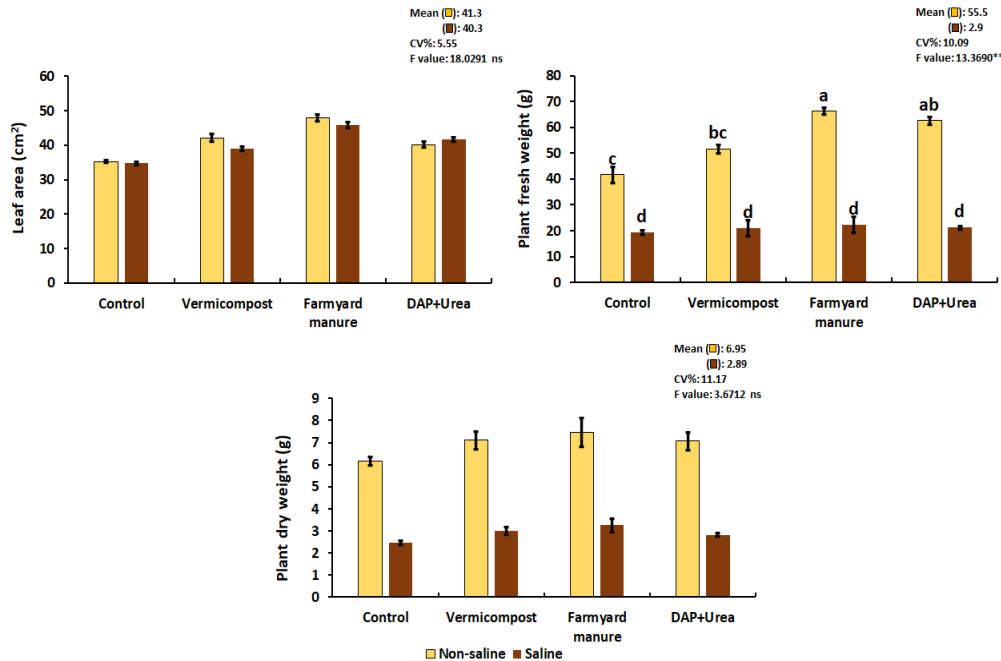 Mean (■): 41.3
(■): 40.3
CV%: 5.55
F value: 18.0291 ns
Leaf area (cm²)
60
50
40
30
20
10
0
Control Vermicompost Farmyard manure DAP+Urea
Mean (■): 55.5
(■): 2.9
CV%: 10.09
F value: 13.3690**
Plant fresh weight (g)
80
70
60
50
40
30
20
10
0
c d bc d a d ab d
Control Vermicompost Farmyard manure DAP+Urea
Mean (■): 6.95
(■): 2.89
CV%: 11.17
F value: 3.6712 ns
Plant dry weight (g)
9
8
7
6
5
4
3
2
1
0
Control Vermicompost Farmyard manure DAP+Urea
Non-saline Saline